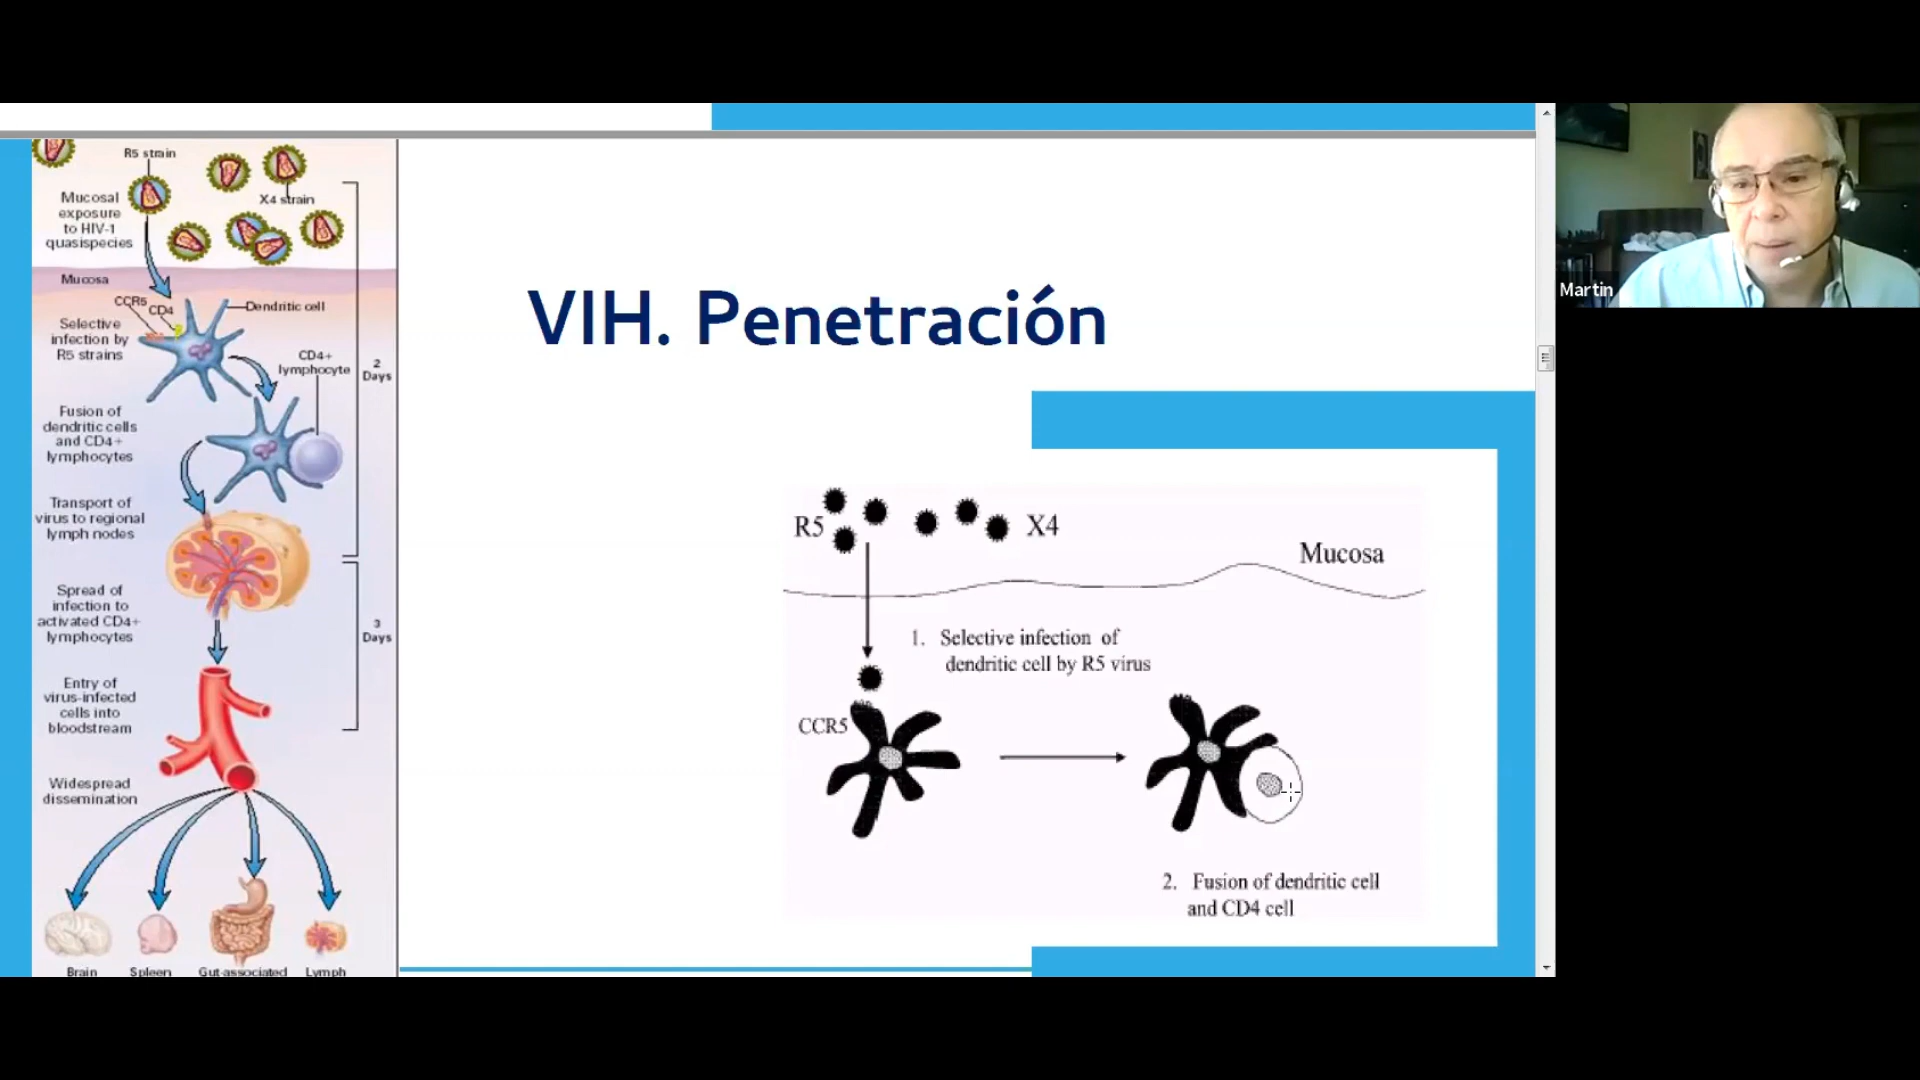 R5 strain
X4 strain
Mucosal
exposure
to HIV-1
quasispecies
Mucosa
CCR5
CD4
Dendritic cell
Selective
infection by
R5 strains
CD4+
lymphocyte
2
Days
Fusion of
dendritic cells
and CD4+
lymphocytes
Transport of
virus to regional
lymph nodes
Spread of
infection to
activated CD4+
lymphocytes
3
Days
Entry of
virus-infected
cells into
bloodstream
Widespread
dissemination
Brain
Spleen
Gut-associated
Lymph
VIH. Penetración
R5
X4
Mucosa
1. Selective infection of
dendritic cell by R5 virus
CCR5
2. Fusion of dendritic cell
and CD4 cell
Martin